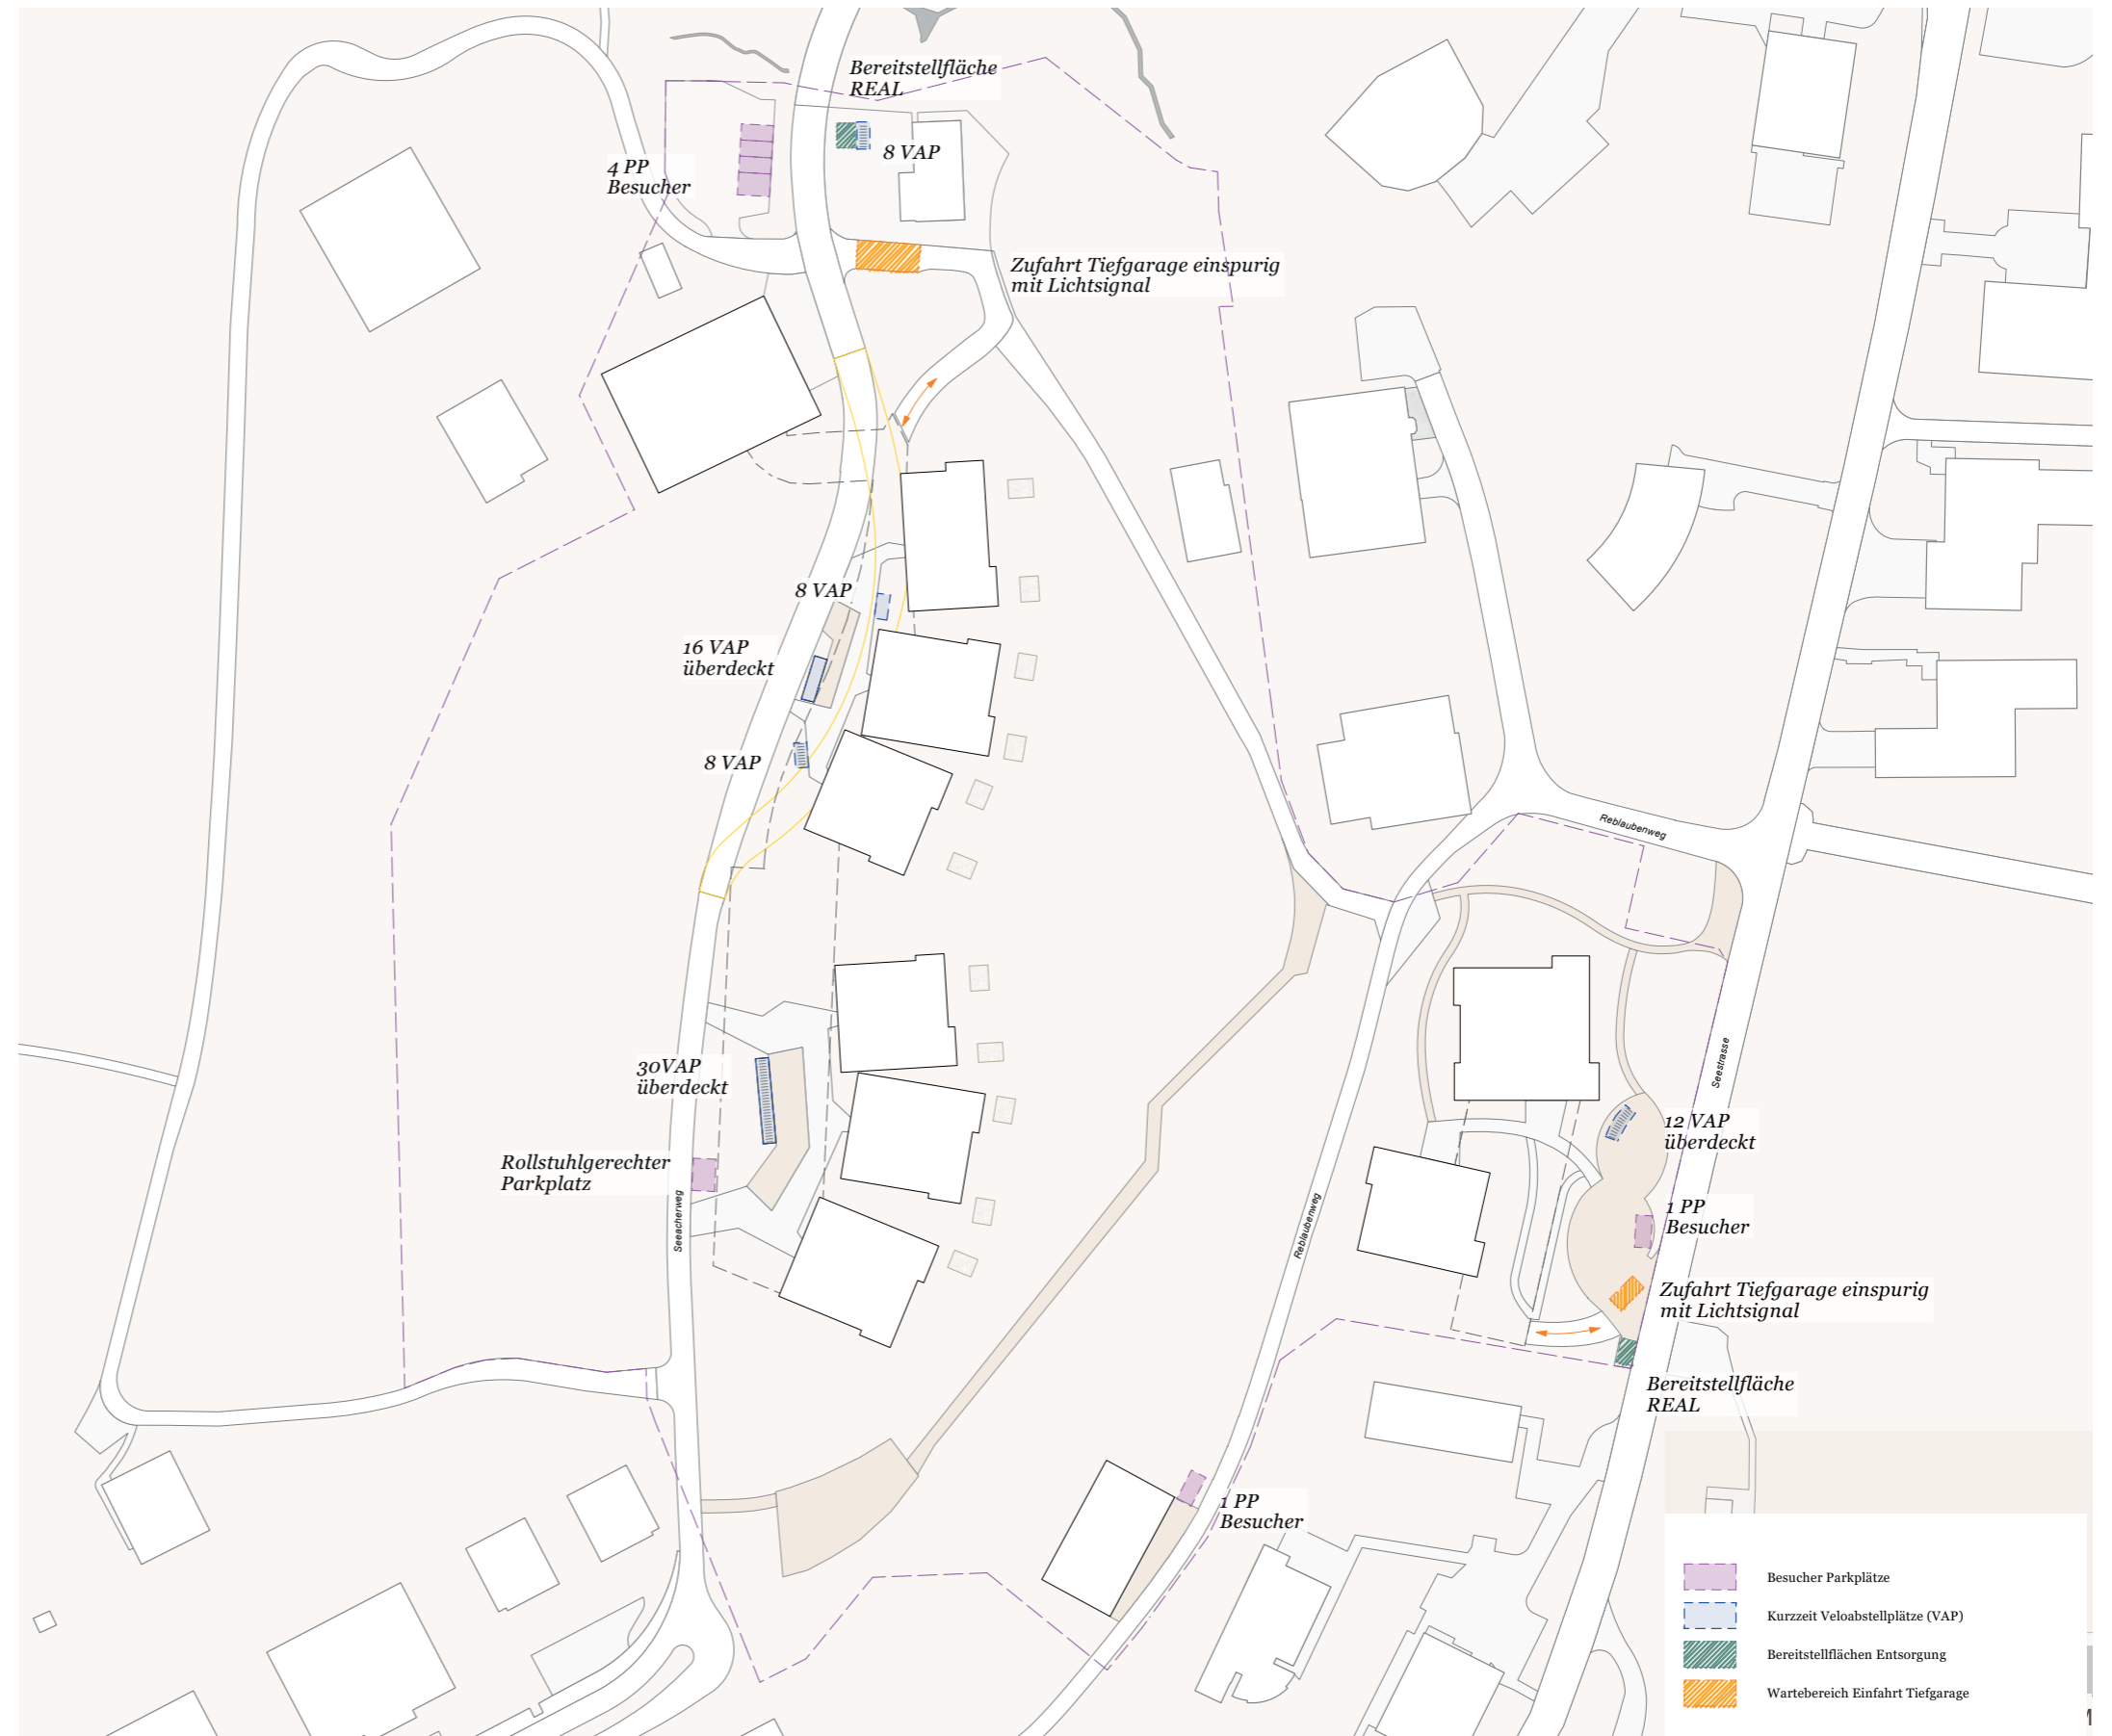 Bereitstellfläche
REAL
8 VAP
4 PP
Besucher
Zufahrt Tiefgarage einspurig
mit Lichtsignal
8 VAP
16 VAP
überdeckt
8 VAP
Reblaubenweg
30VAP
überdeckt
Seestrasse
12 VAP
überdeckt
Rollstuhlgerechter
Parkplatz
Seeacherweg
Reblaubenweg
1 PP
Besucher
Zufahrt Tiefgarage einspurig
mit Lichtsignal
Bereitstellfläche
REAL
1 PP
Besucher
Besucher Parkplätze
Kurzzeit Veloabstellplätze (VAP)
Bereitstellflächen Entsorgung
Wartebereich Einfahrt Tiefgarage